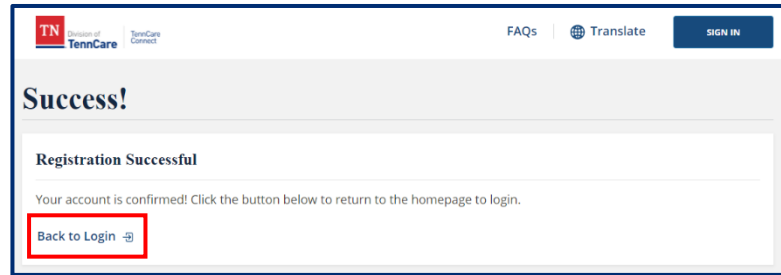 TN Division of TennCare TennCare Connect FAQs Translate SIGN IN
Success!
Registration Successful
Your account is confirmed! Click the button below to return to the homepage to login.
Back to Login